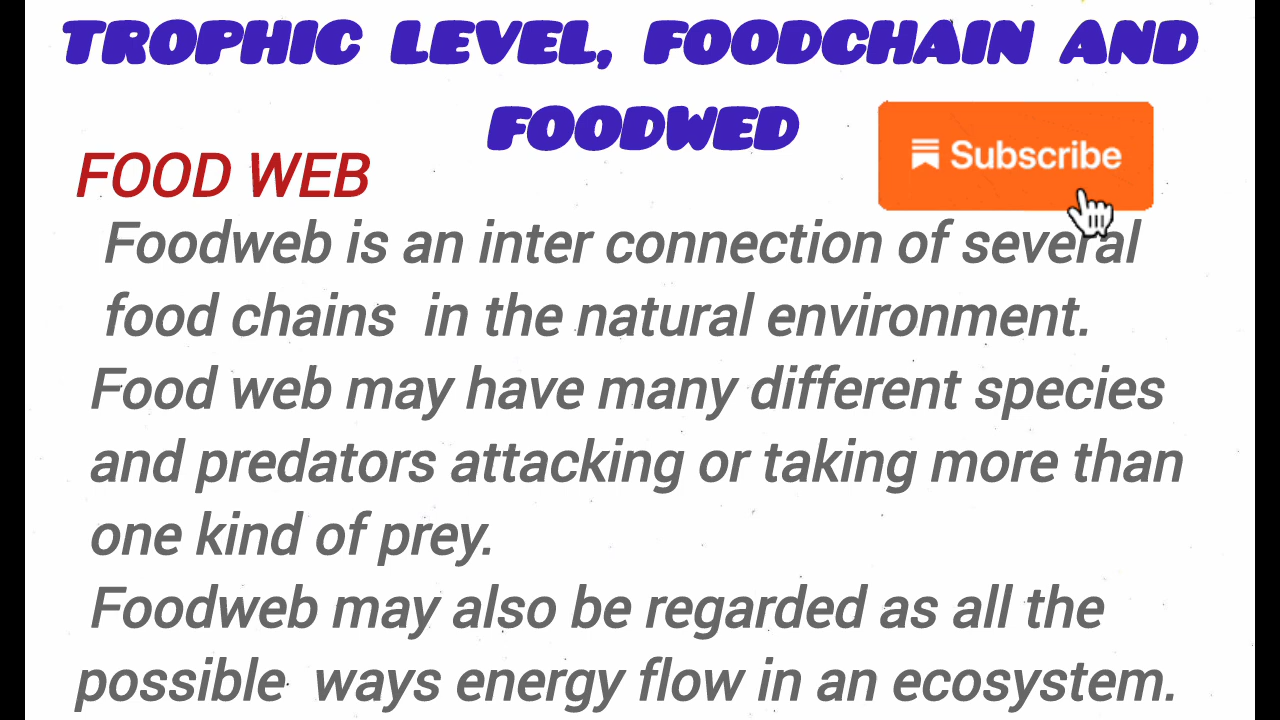 TROPHIC LEVEL, FOODCHAIN AND
FOODWED
Subscribe
FOOD WEB
Foodweb is an inter connection of several
food chains in the natural environment.
Food web may have many different species
and predators attacking or taking more than
one kind of prey.
Foodweb may also be regarded as all the
possible ways energy flow in an ecosystem.